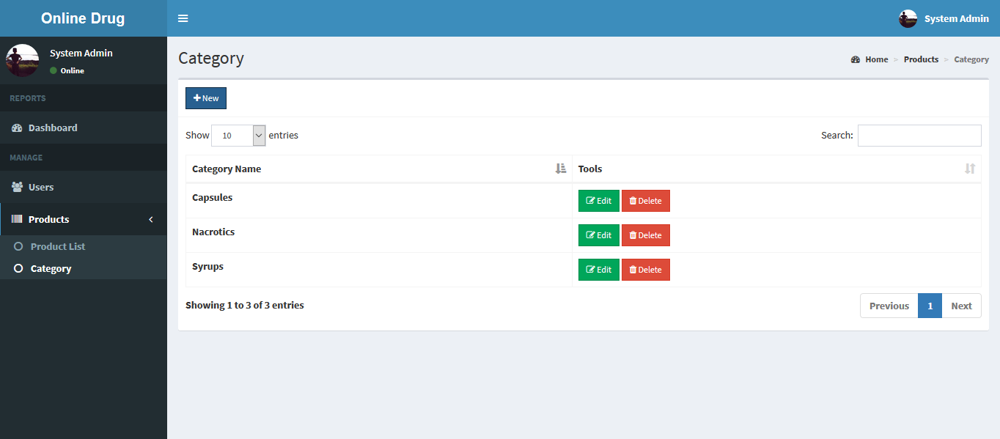 Online Drug
System Admin
System Admin
Online
REPORTS
Dashboard
MANAGE
Users
Products
Product List
Category
Category
Home > Products > Category
New
Show 10 entries
Search:
Category Name Tools
Capsules Edit Delete
Nacrotics Edit Delete
Syrups Edit Delete
Showing 1 to 3 of 3 entries
Previous 1 Next